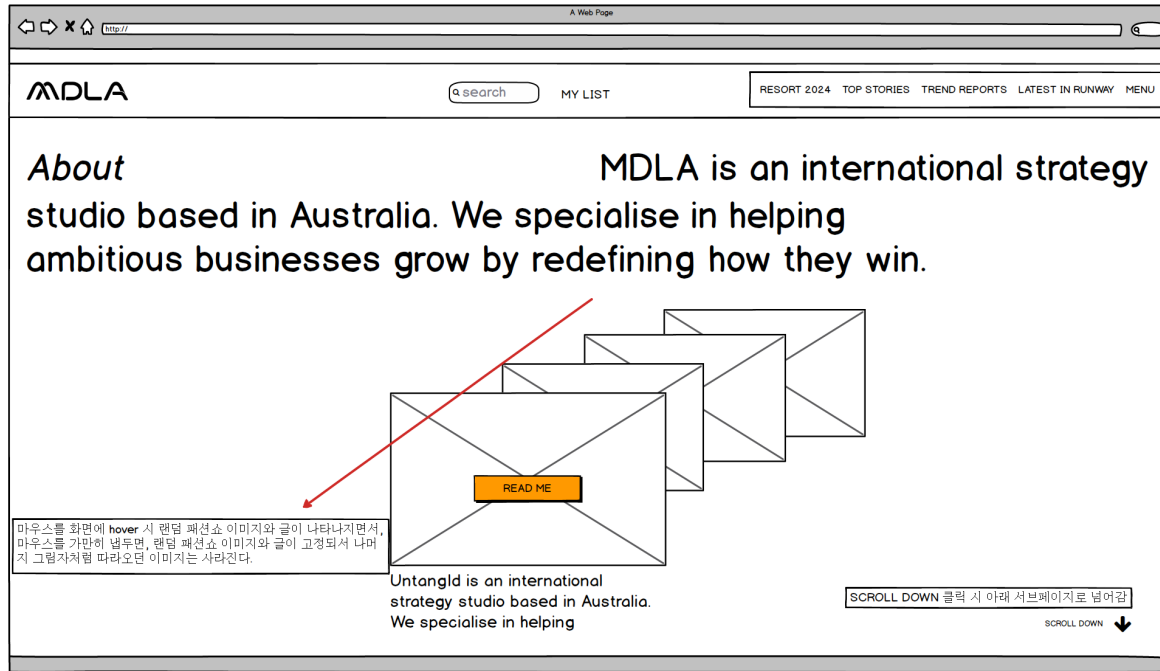 A Web Page
http://
MDLA
search
MY LIST
RESORT 2024 TOP STORIES TREND REPORTS LATEST IN RUNWAY MENU
About
MDLA is an international strategy
studio based in Australia. We specialise in helping
ambitious businesses grow by redefining how they win.
READ ME
마우스를 화면에 hover 시 랜덤 패션쇼 이미지와 글이 나타나지면서,
마우스를 가만히 냅두면, 랜덤 패션쇼 이미지와 글이 고정되서 나머
지 그림자처럼 따라오던 이미지는 사라진다.
Untangld is an international
strategy studio based in Australia.
We specialise in helping
SCROLL DOWN 클릭 시 아래 서브페이지로 넘어감
SCROLL DOWN